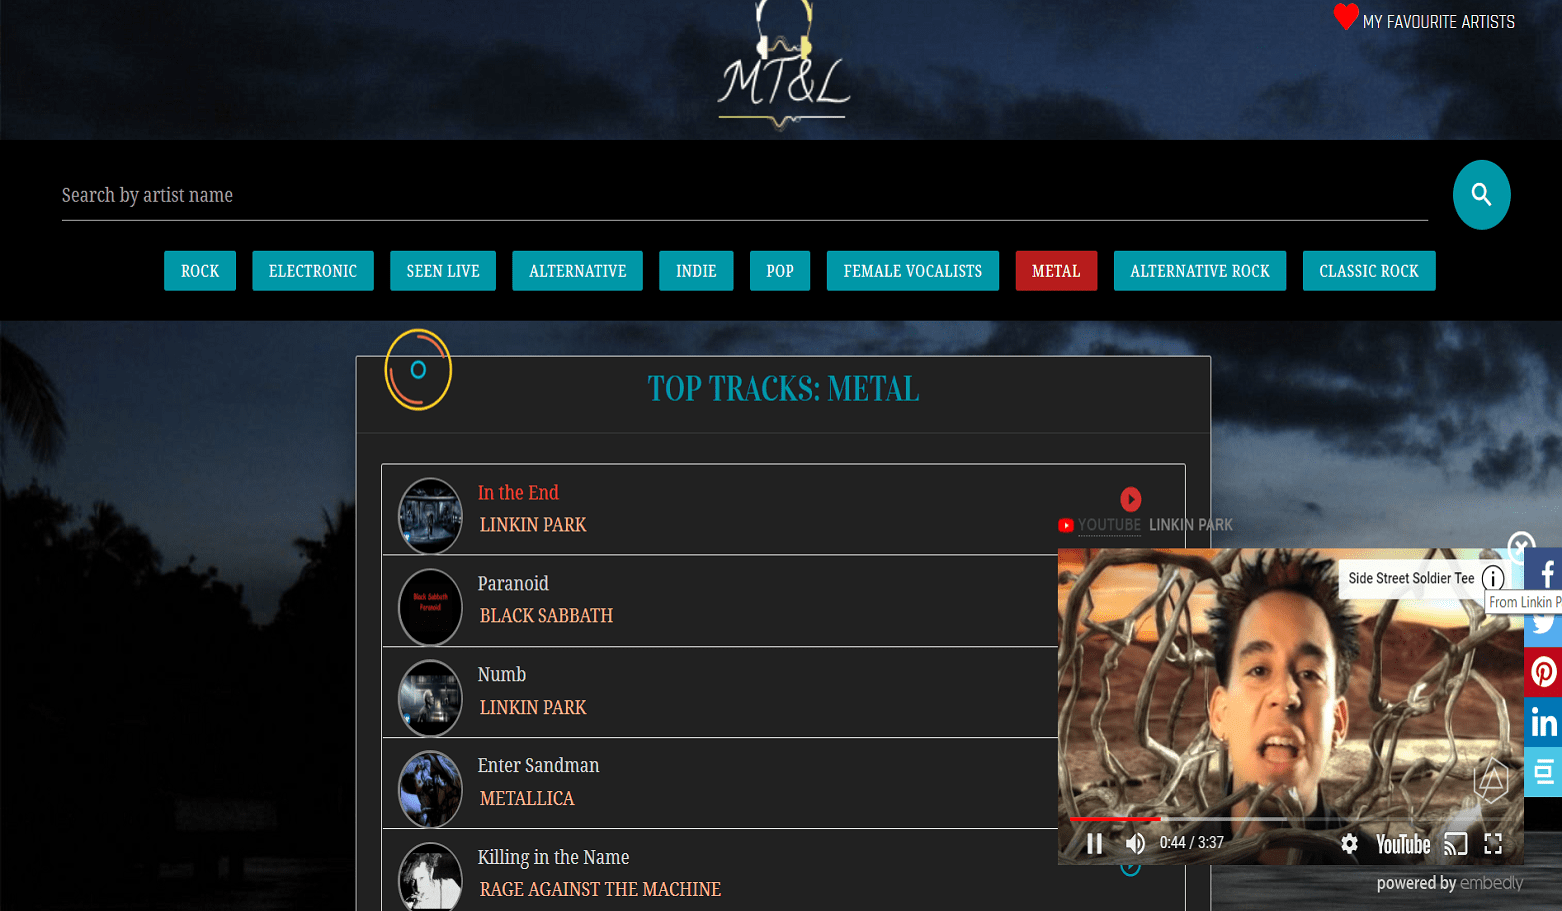 MY FAVOURITE ARTISTS
MT&L
Search by artist name
ROCK ELECTRONIC SEEN LIVE ALTERNATIVE INDIE POP FEMALE VOCALISTS METAL ALTERNATIVE ROCK CLASSIC ROCK
TOP TRACKS: METAL
In the End
LINKIN PARK
YOUTUBE LINKIN PARK
Side Street Soldier Tee
From Linkin P
Paranoid
BLACK SABBATH
Black Sabbath
Paranoid
Numb
LINKIN PARK
Enter Sandman
METALLICA
Killing in the Name
RAGE AGAINST THE MACHINE
0:44 / 3:37 YouTube
powered by embedly